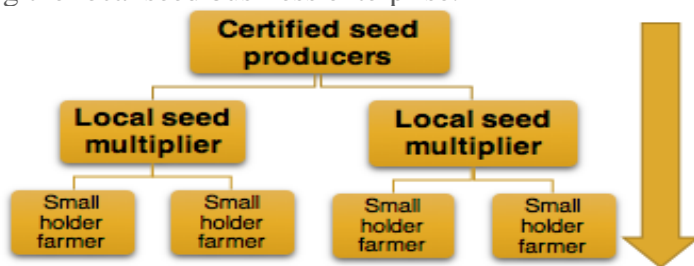 Certified seed
producers
Local seed
multiplier
Local seed
multiplier
Small
holder
farmer
Small
holder
farmer
Small
holder
farmer
Small
holder
farmer